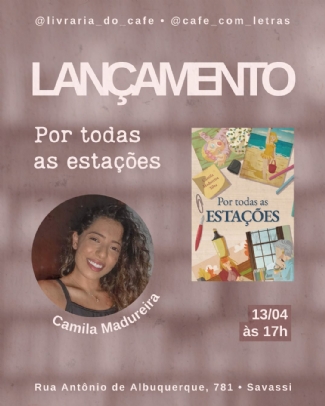 @livraria_do_cafe • @cafe_com_letras
LANÇAMENTO
Por todas
as estações
Por todas as
ESTAÇÕES
Camila Madureira
13/04
às 17h
Rua Antônio de Albuquerque, 781 • Savassi